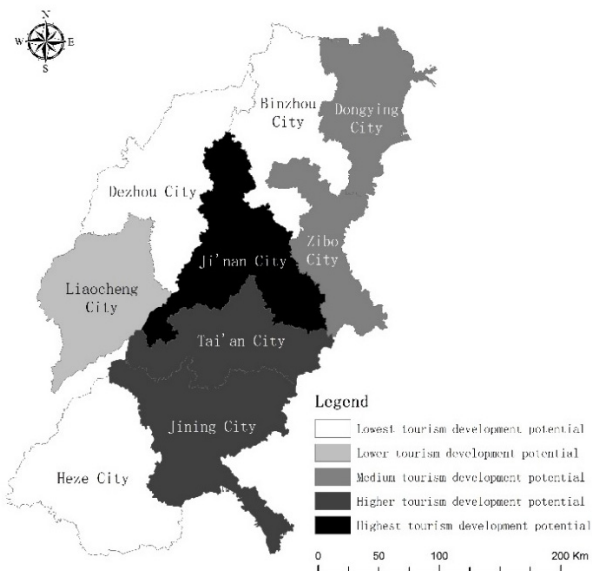 N
W E
S
Binzhou
City
Dongying
City
Dezhou City
Zibo
City
Ji'nan City
Liaocheng
City
Tai'an City
Jining City
Heze City
Legend
Lowest tourism development potential
Lower tourism development potential
Medium tourism development potential
Higher tourism development potential
Highest tourism development potential
0 50 100 200 Km